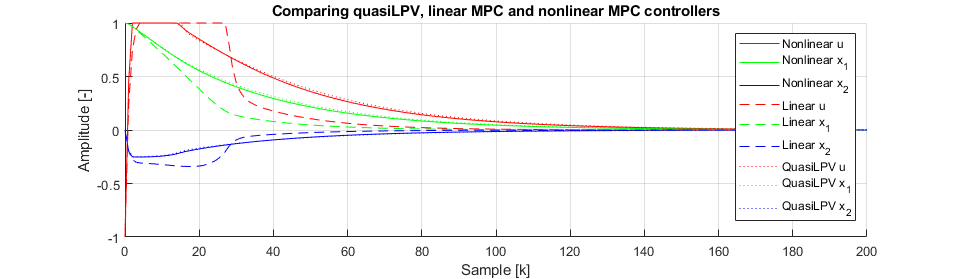 Comparing quasiLPV, linear MPC and nonlinear MPC controllers
1
0.5
0
-0.5
-1
Amplitude [-]
0 20 40 60 80 100 120 140 160 180 200
Sample [k]
Nonlinear u
Nonlinear x1
Nonlinear x2
Linear u
Linear x1
Linear x2
QuasiLPV u
QuasiLPV x1
QuasiLPV x2